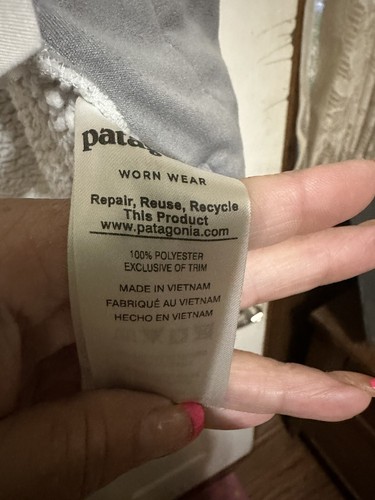 WORN WEAR
Repair, Reuse, Recycle
This Product
www.patagonia.com
100% POLYESTER
EXCLUSIVE OF TRIM
MADE IN VIETNAM
FABRIQUÉ AU VIETNAM
HECHO EN VIETNAM